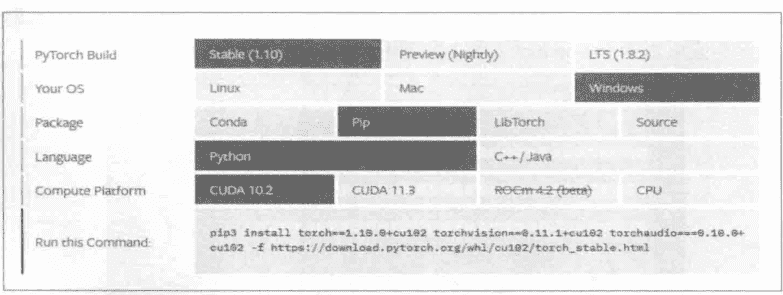 PyTorch Build Stable (1.10) Preview (Nightly) LTS (1.8.2)
Your OS Linux Mac Windows
Package Conda Pip LibTorch Source
Language Python C++/Java
Compute Platform CUDA 10.2 CUDA 11.3 ROCm 4.2 (beta) CPU
Run this Command: pip3 install torch==1.10.0+cu102 torchvision==0.11.1+cu102 torchaudio===0.10.0+
cu102 -f https://download.pytorch.org/whl/cu102/torch_stable.html